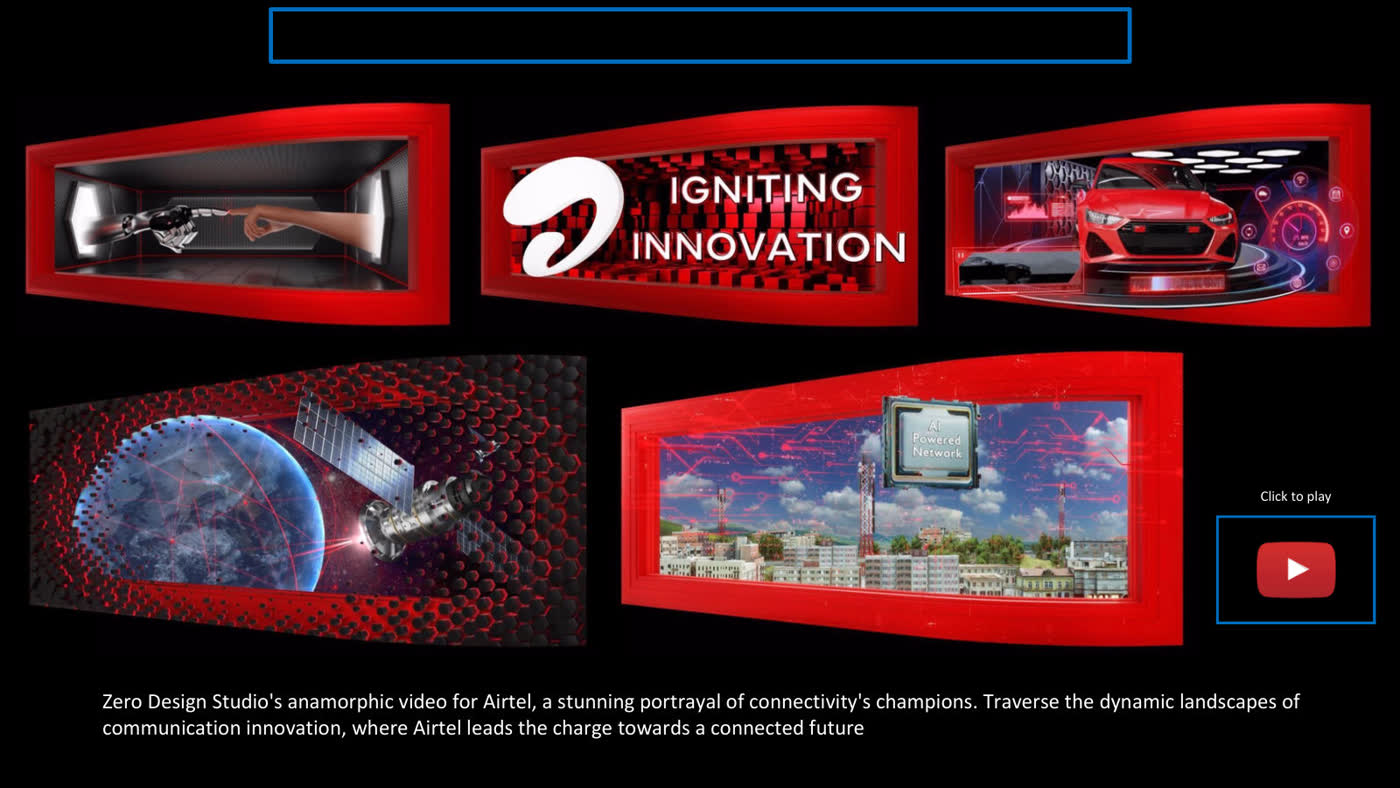 IGNITING
INNOVATION
AI
Powered
Network
Click to play
Zero Design Studio's anamorphic video for Airtel, a stunning portrayal of connectivity's champions. Traverse the dynamic landscapes of
communication innovation, where Airtel leads the charge towards a connected future